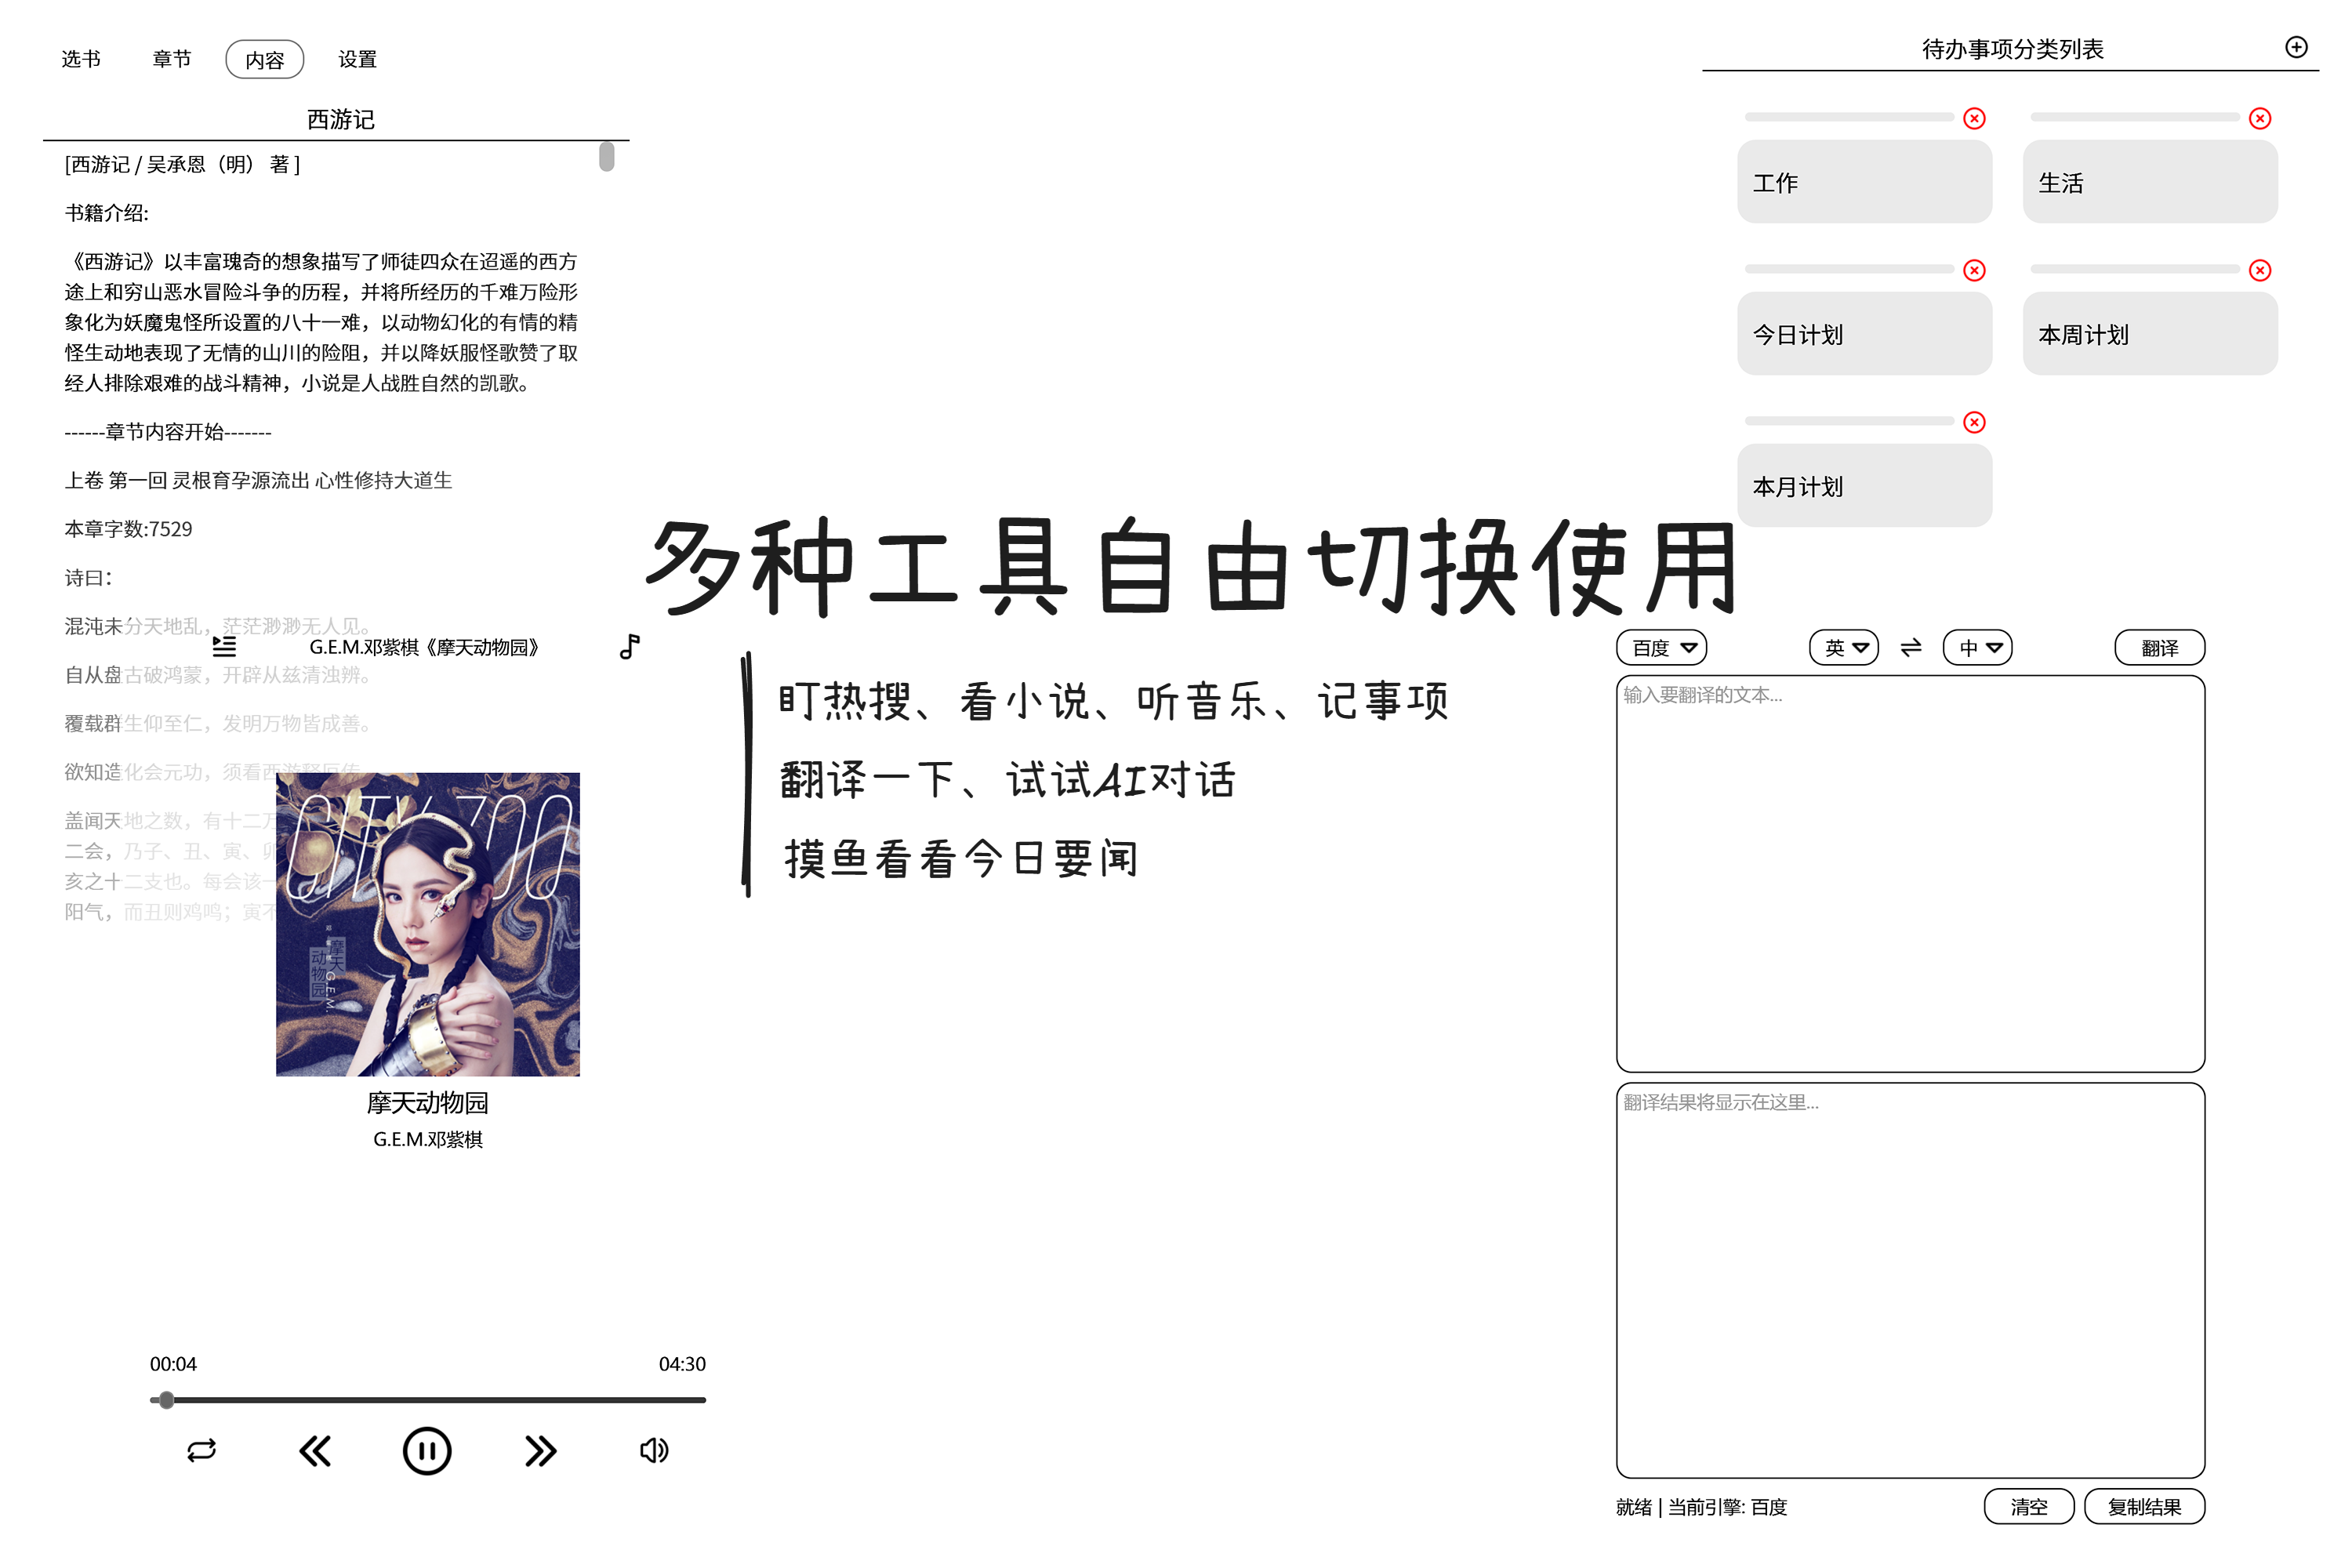 选书
章节
内容
设置
西游记
[西游记 / 吴承恩（明） 著 ]
书籍介绍:
《西游记》以丰富瑰奇的想象描写了师徒四众在迢遥的西方
途上和穷山恶水冒险斗争的历程，并将所经历的千难万险形
象化为妖魔鬼怪所设置的八十一难，以动物幻化的有情的精
怪生动地表现了无情的山川的险阻，并以降妖服怪歌赞了取
经人排除艰难的战斗精神，小说是人战胜自然的凯歌。
------章节内容开始-------
上卷 第一回 灵根育孕源流出 心性修持大道生
本章字数:7529
诗曰：
混沌未分天地乱，茫茫渺渺无人见。
自从盘古破鸿蒙，开辟从兹清浊辨。
覆载群生仰至仁，发明万物皆成善。
欲知造化会元功，须看西游释厄传
盖闻天地之数，有十二万
二会，乃子、丑、寅、卯
亥之十二支也。每会该一
阳气，而丑则鸡鸣；寅不
G.E.M.邓紫棋《摩天动物园》
CITY ZOO
摩天
动物园
G.E.M.
摩天动物园
G.E.M.邓紫棋
00:04
04:30
多种工具自由切换使用
盯热搜、看小说、听音乐、记事项
翻译一下、试试AI对话
摸鱼看看今日要闻
待办事项分类列表
工作
生活
今日计划
本周计划
本月计划
百度
英
中
翻译
输入要翻译的文本...
翻译结果将显示在这里...
就绪 | 当前引擎: 百度
清空
复制结果